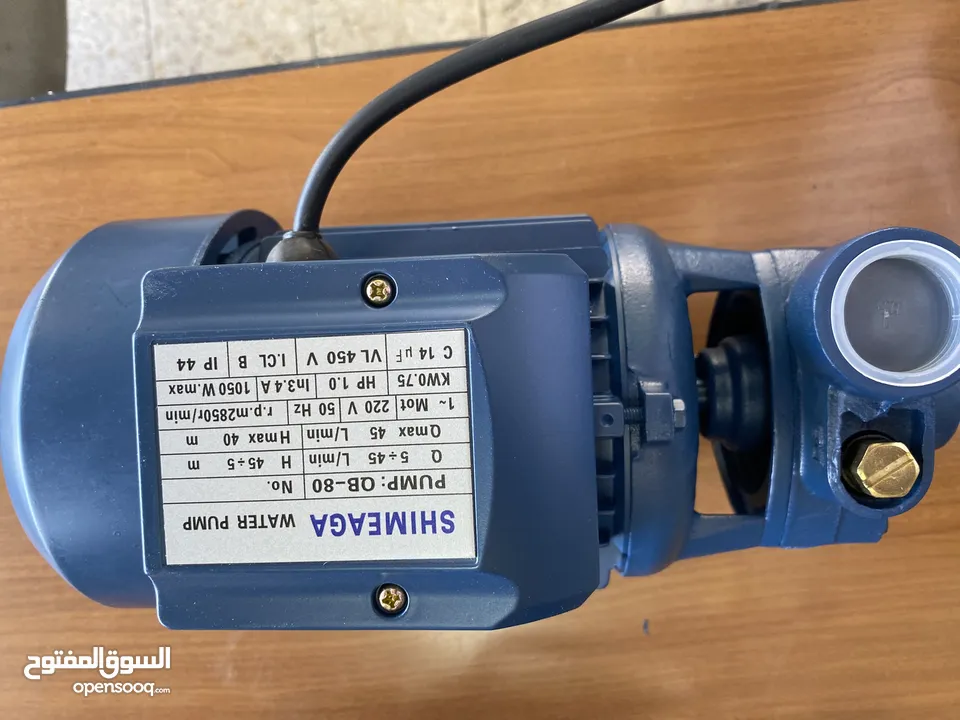 SHIMEAGA WATER PUMP
PUMP: QB-80 No.
Q 5÷45 L/min H 45÷5 m
Qmax 45 L/min Hmax 40 m
1~ Mot 220 V 50 Hz r.p.m2850r/min
KW0.75 HP 1.0 In3.4 A 1050 W.max
C 14 µF VL 450 V I.CL B IP 44
السوق المفتوح
opensooq.com